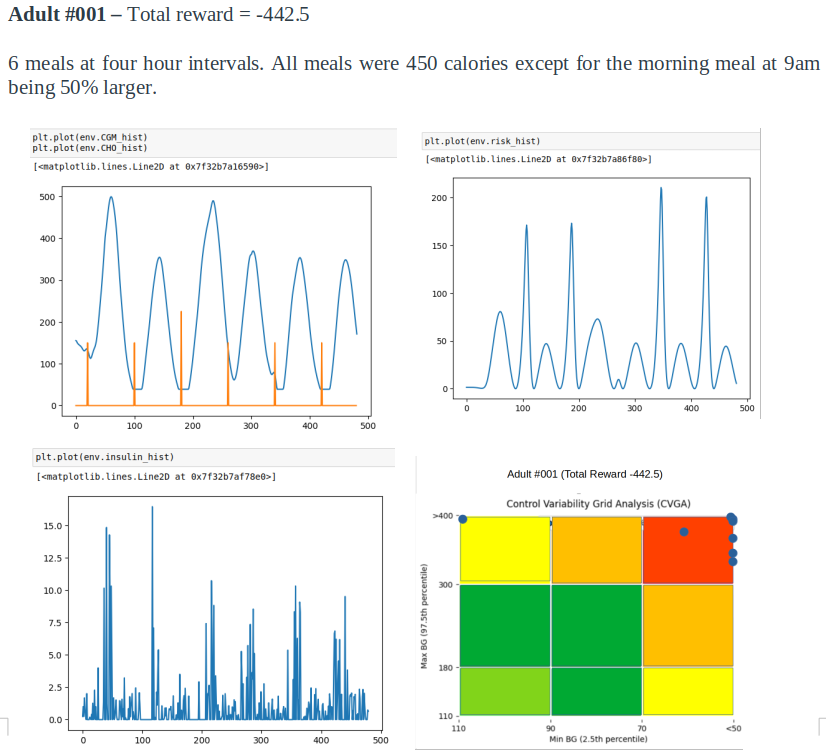 Adult #001 – Total reward = -442.5
6 meals at four hour intervals. All meals were 450 calories except for the morning meal at 9am
being 50% larger.
plt.plot(env.CGM_hist)
plt.plot(env.CHO_hist)
[<matplotlib.lines.Line2D at 0x7f32b7a16590>]
500
400
300
200
100
0
0 100 200 300 400 500
plt.plot(env.risk_hist)
[<matplotlib.lines.Line2D at 0x7f32b7a86f80>]
200
150
100
50
0
0 100 200 300 400 500
plt.plot(env.insulin_hist)
[<matplotlib.lines.Line2D at 0x7f32b7af78e0>]
15.0
12.5
10.0
7.5
5.0
2.5
0.0
0 100 200 300 400 500
Adult #001 (Total Reward -442.5)
Control Variability Grid Analysis (CVGA)
Max BG (97.5th percentile)
>400
300
180
110
110 90 70 <50
Min BG (2.5th percentile)